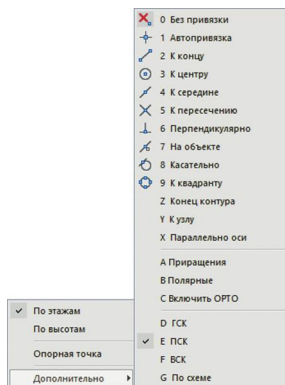 0 Без привязки
1 Автопривязка
2 К концу
3 К центру
4 К середине
5 К пересечению
6 Перпендикулярно
7 На объекте
8 Касательно
9 К квадранту
Z Конец контура
Y К узлу
X Параллельно оси
A Приращения
B Полярные
C Включить ОРТО
D ГСК
E ПСК
F ВСК
G По схеме
По этажам
По высотам
Опорная точка
Дополнительно